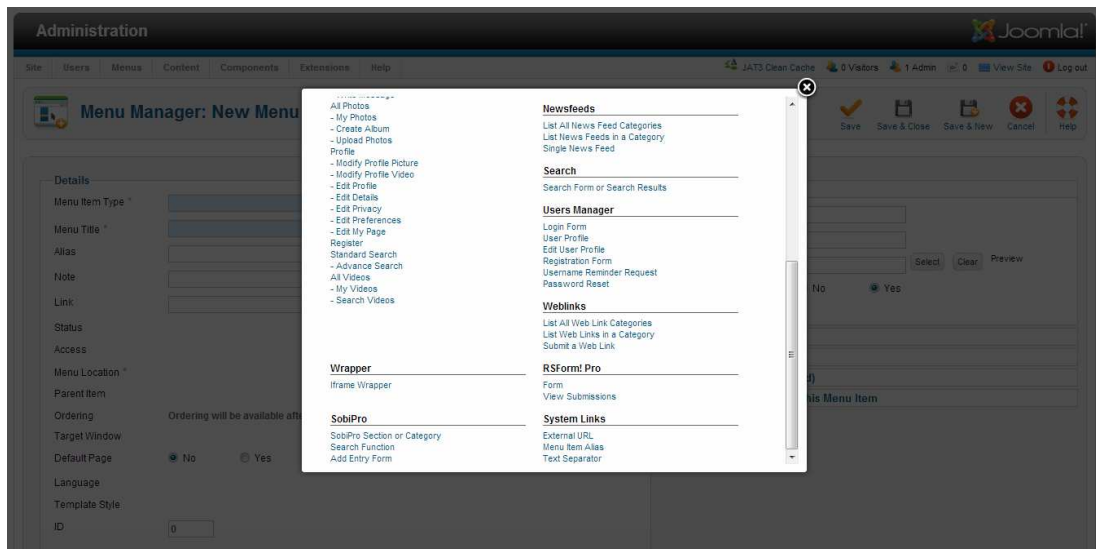 Administration
Joomla!
Site Users Menus Content Components Extensions Help
JAT3 Clean Cache 0 Visitors 1 Admin 0 View Site Log out
Menu Manager: New Menu
Save Save & Close Save & New Cancel Help
All Photos
- My Photos
- Create Album
- Upload Photos
Profile
- Modify Profile Picture
- Modify Profile Video
- Edit Profile
- Edit Details
- Edit Privacy
- Edit Preferences
- Edit My Page
Register
Standard Search
- Advance Search
All Videos
- My Videos
- Search Videos
Wrapper
Iframe Wrapper
SobiPro
SobiPro Section or Category
Search Function
Add Entry Form
Newsfeeds
List All News Feed Categories
List News Feeds in a Category
Single News Feed
Search
Search Form or Search Results
Users Manager
Login Form
User Profile
Edit User Profile
Registration Form
Username Reminder Request
Password Reset
Weblinks
List All Web Link Categories
List Web Links in a Category
Submit a Web Link
RSForm! Pro
Form
View Submissions
System Links
External URL
Menu Item Alias
Text Separator
Details
Menu Item Type *
Menu Title *
Alias
Note
Link
Status
Access
Menu Location *
Parent Item
Ordering Ordering will be available
Target Window
Default Page No Yes
Language
Template Style
ID 0
Select Clear Preview
No Yes
his Menu Item